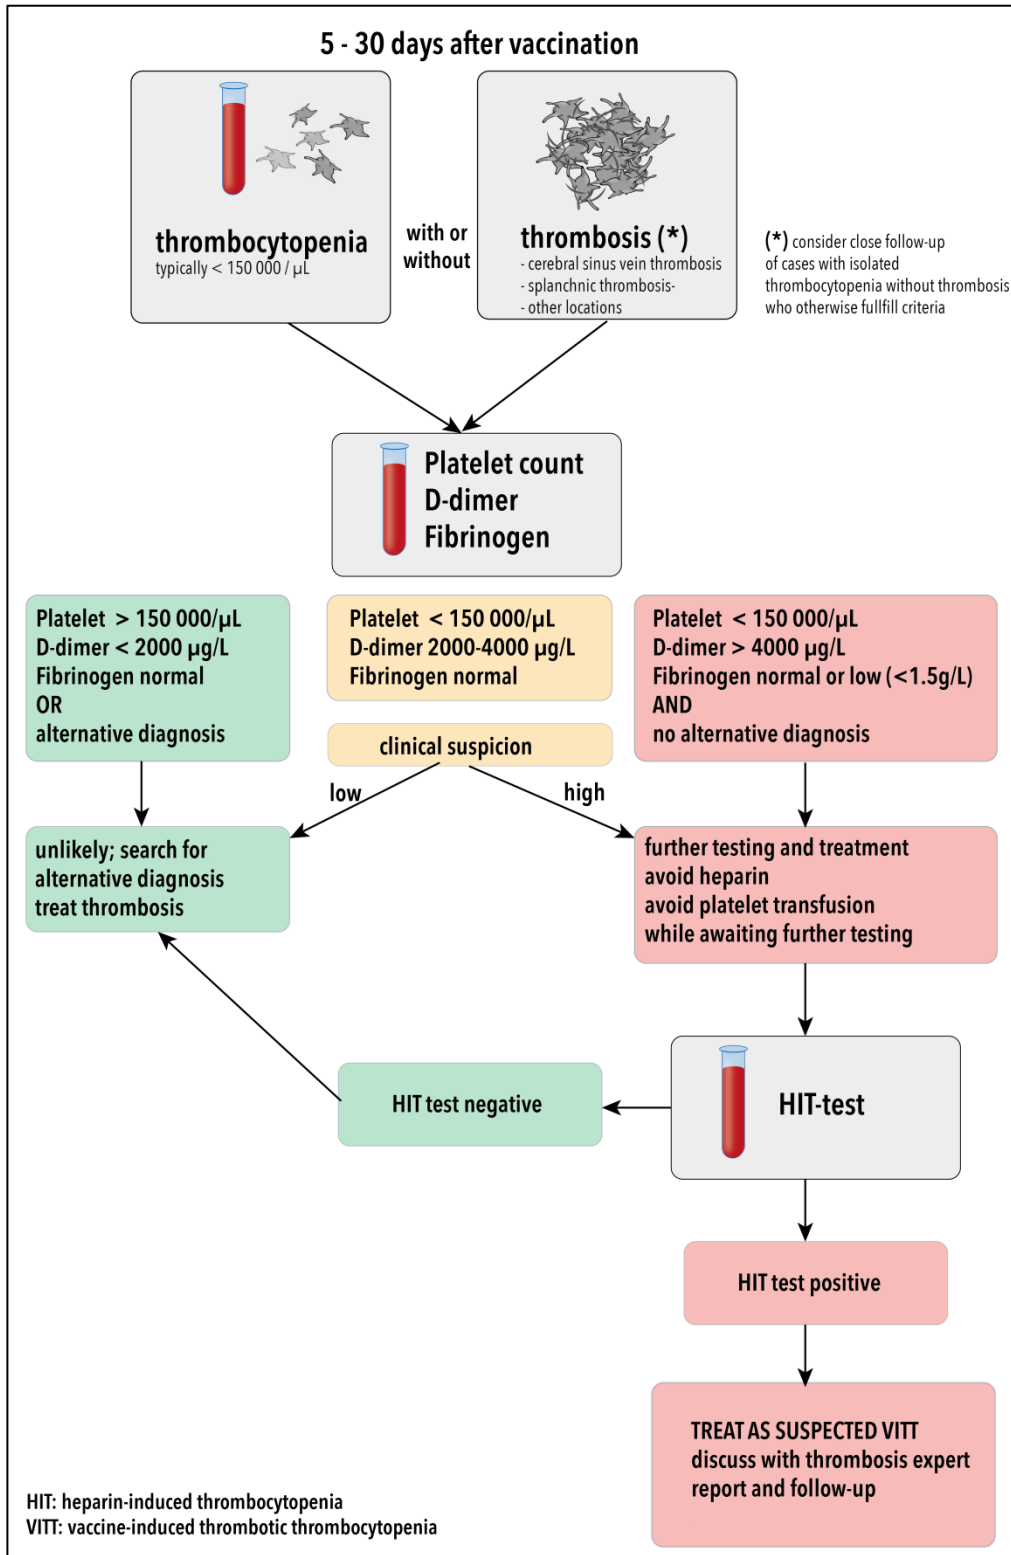 5 - 30 days after vaccination
thrombocytopenia
typically < 150 000 / µL
with or
without
thrombosis (*)
- cerebral sinus vein thrombosis
- splanchnic thrombosis-
- other locations
(*) consider close follow-up
of cases with isolated
thrombocytopenia without thrombosis
who otherwise fullfill criteria
Platelet count
D-dimer
Fibrinogen
Platelet > 150 000/µL
D-dimer < 2000 µg/L
Fibrinogen normal
OR
alternative diagnosis
Platelet < 150 000/µL
D-dimer 2000-4000 µg/L
Fibrinogen normal
Platelet < 150 000/µL
D-dimer > 4000 µg/L
Fibrinogen normal or low (<1.5g/L)
AND
no alternative diagnosis
clinical suspicion
low
high
unlikely; search for
alternative diagnosis
treat thrombosis
further testing and treatment
avoid heparin
avoid platelet transfusion
while awaiting further testing
HIT test negative
HIT-test
HIT test positive
TREAT AS SUSPECTED VITT
discuss with thrombosis expert
report and follow-up
HIT: heparin-induced thrombocytopenia
VITT: vaccine-induced thrombotic thrombocytopenia